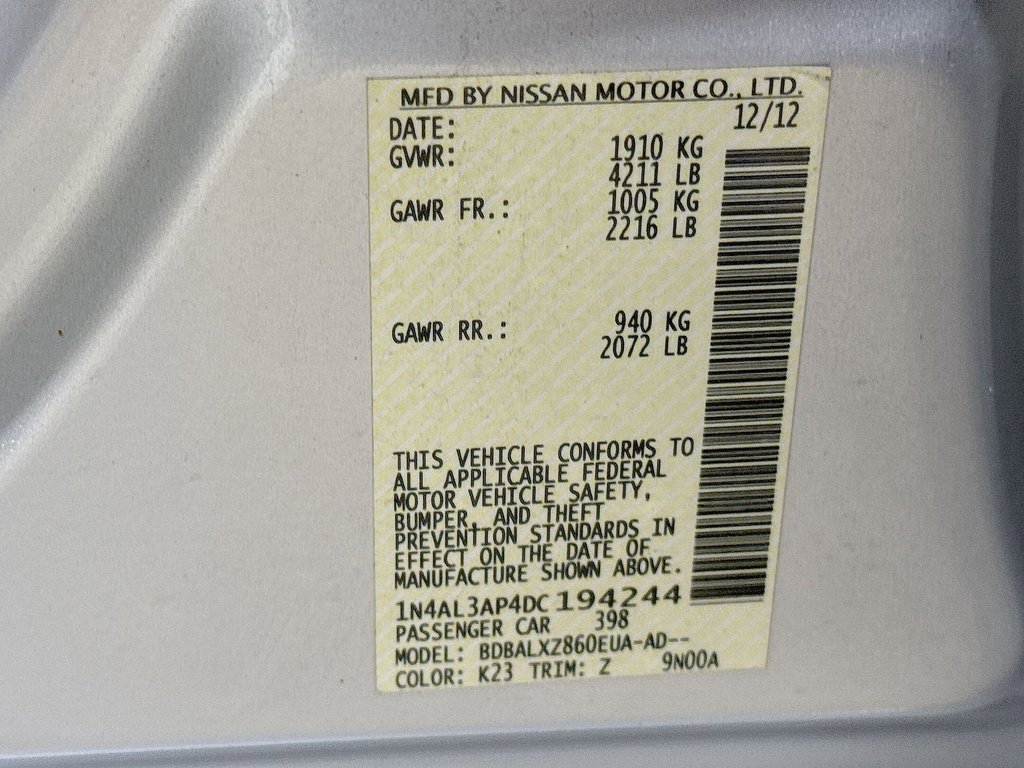 MFD BY NISSAN MOTOR CO., LTD.
DATE: 12/12
GVWR: 1910 KG
4211 LB
GAWR FR.: 1005 KG
2216 LB
GAWR RR.: 940 KG
2072 LB
THIS VEHICLE CONFORMS TO
ALL APPLICABLE FEDERAL
MOTOR VEHICLE SAFETY,
BUMPER, AND THEFT
PREVENTION STANDARDS IN
EFFECT ON THE DATE OF
MANUFACTURE SHOWN ABOVE.
1N4AL3AP4DC194244
PASSENGER CAR 398
MODEL: BDBALXZ860EUA-AD--
COLOR: K23 TRIM: Z 9N00A